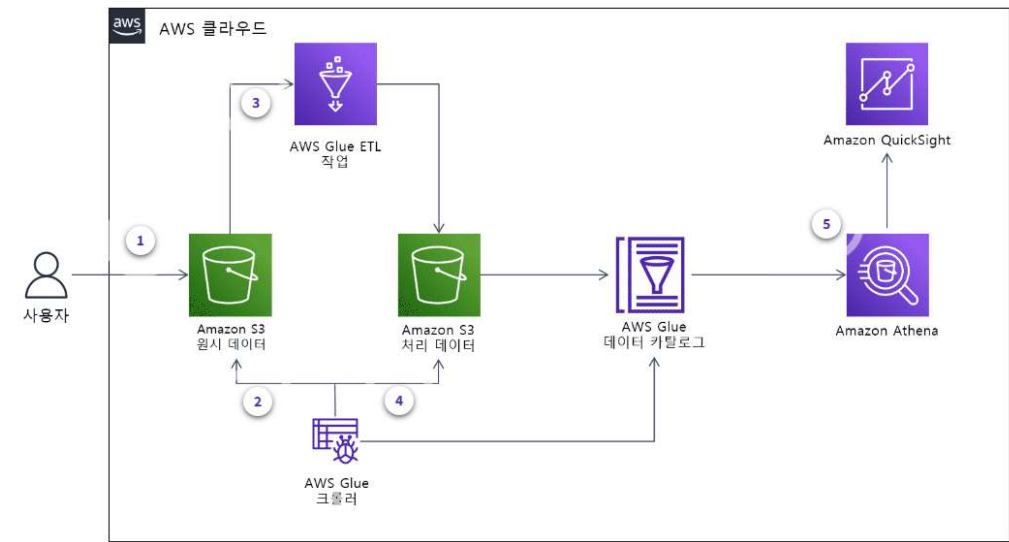 aws
AWS 클라우드
3
AWS Glue ETL
작업
Amazon QuickSight
1
5
사용자
Amazon S3
원시 데이터
Amazon S3
처리 데이터
AWS Glue
데이터 카탈로그
Amazon Athena
2
4
AWS Glue
크롤러